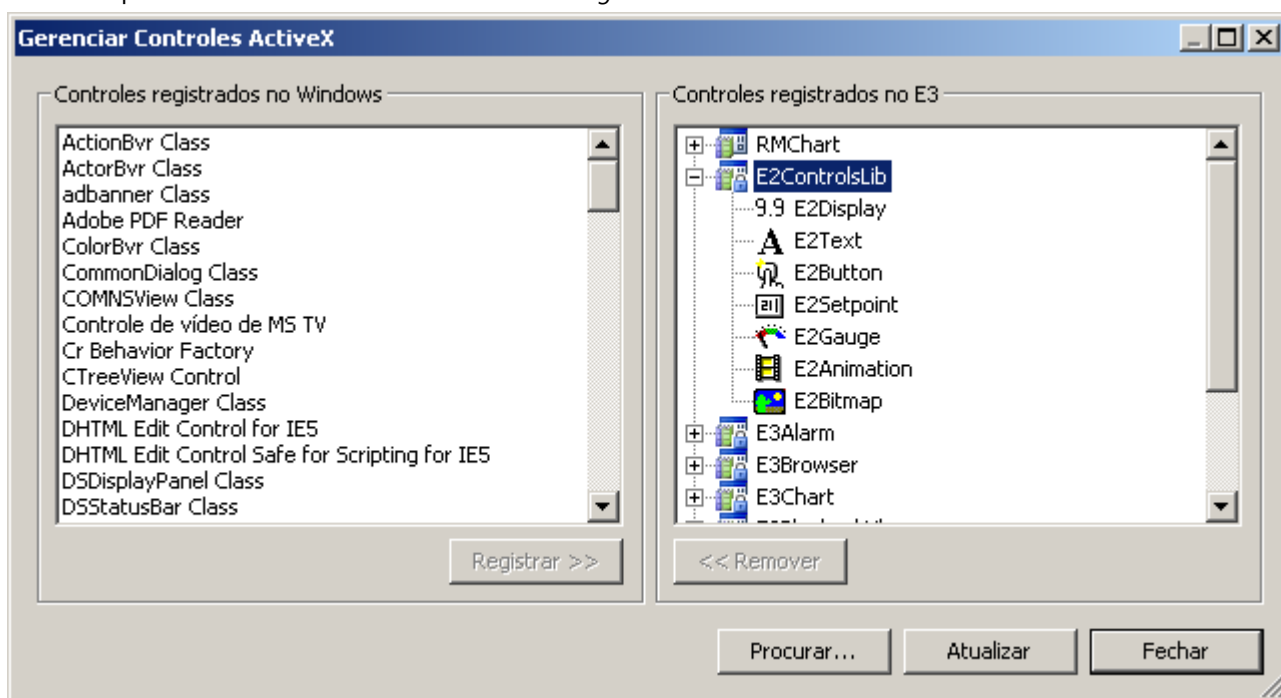 Gerenciar Controles ActiveX
Controles registrados no Windows
ActionBvr Class
ActorBvr Class
adbanner Class
Adobe PDF Reader
ColorBvr Class
CommonDialog Class
COMNSView Class
Controle de vídeo de MS TV
Cr Behavior Factory
CTreeView Control
DeviceManager Class
DHTML Edit Control for IE5
DHTML Edit Control Safe for Scripting for IE5
DSDisplayPanel Class
DSStatusBar Class
Registrar >>
Controles registrados no E3
RMChart
E2ControlsLib
9.9 E2Display
A E2Text
E2Button
E2Setpoint
E2Gauge
E2Animation
E2Bitmap
E3Alarm
E3Browser
E3Chart
<< Remover
Procurar...
Atualizar
Fechar